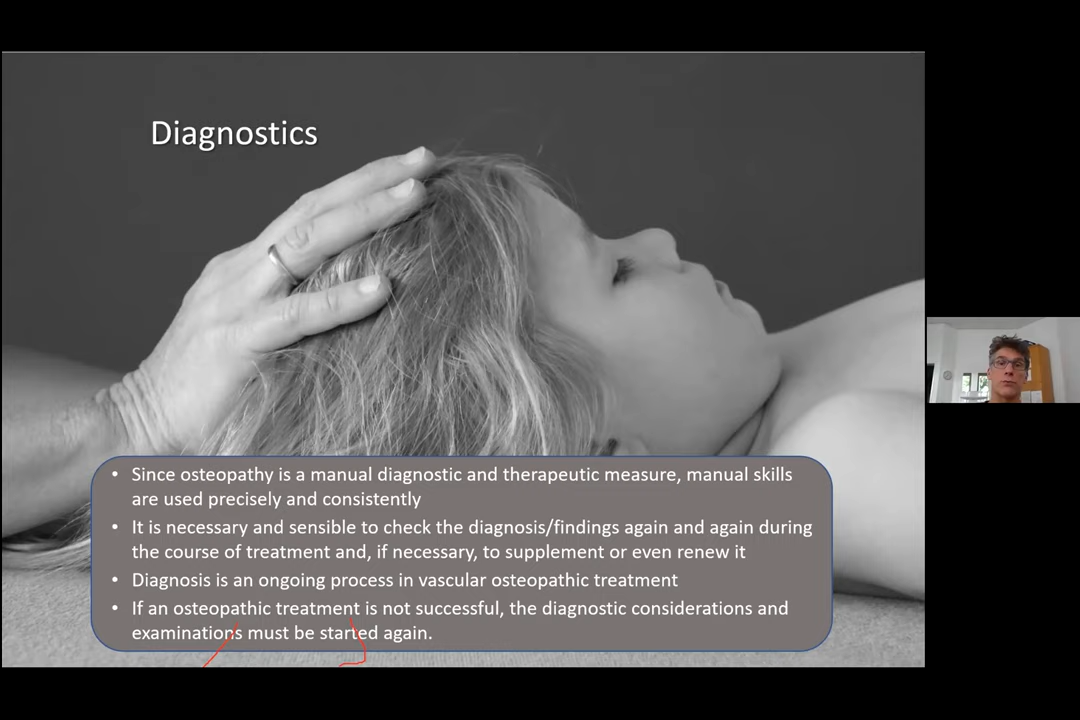 Diagnostics
• Since osteopathy is a manual diagnostic and therapeutic measure, manual skills
are used precisely and consistently
• It is necessary and sensible to check the diagnosis/findings again and again during
the course of treatment and, if necessary, to supplement or even renew it
• Diagnosis is an ongoing process in vascular osteopathic treatment
• If an osteopathic treatment is not successful, the diagnostic considerations and
examinations must be started again.